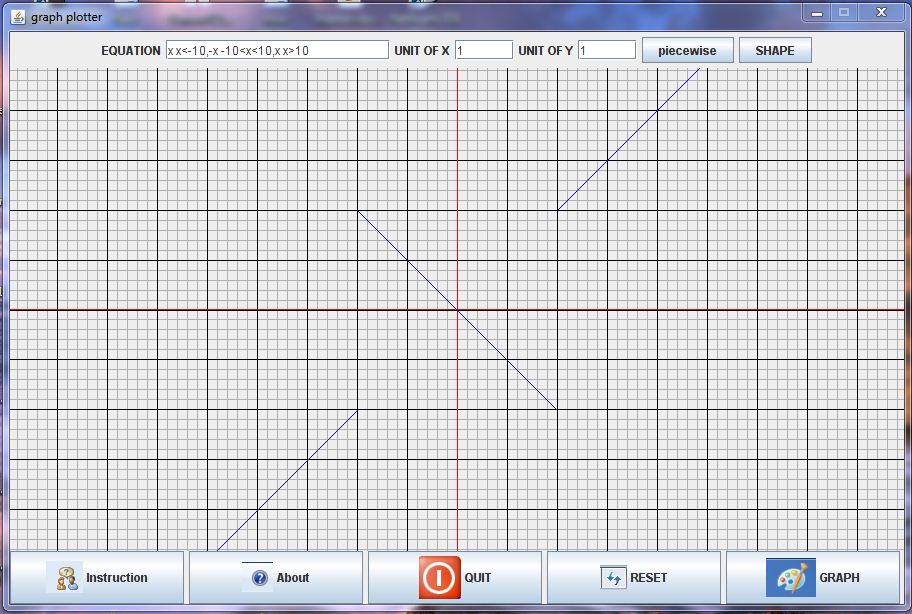 graph plotter
EQUATION x x<-10,-x -10<x<10,x x>10 UNIT OF X 1 UNIT OF Y 1 piecewise SHAPE
Instruction About QUIT RESET GRAPH